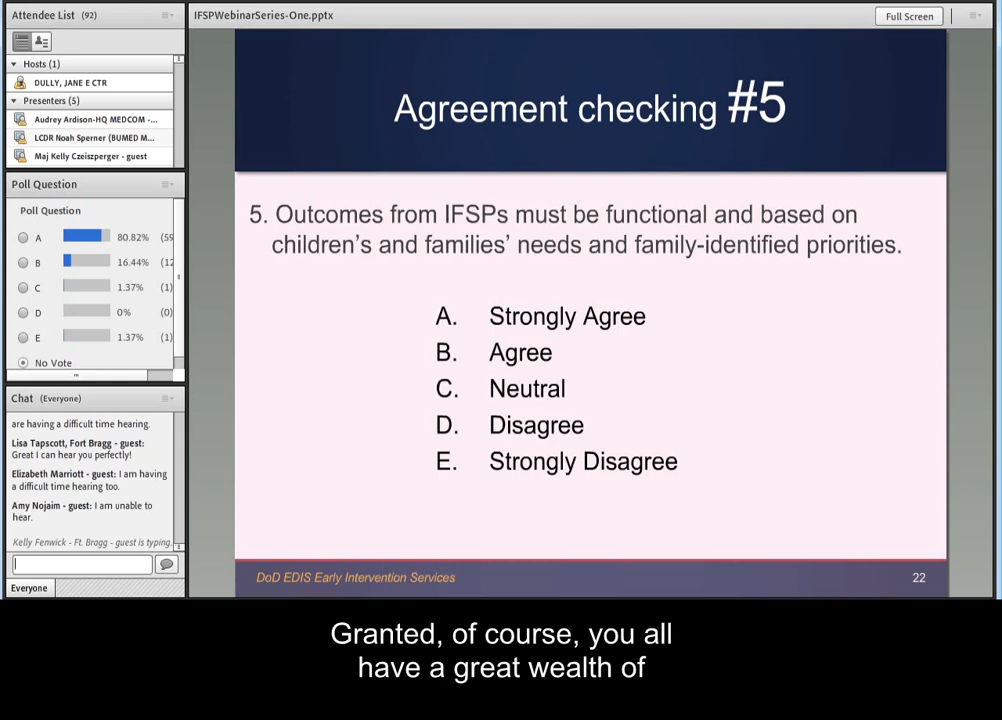 Attendee List (92)
Hosts (1)
DULLY, JANE E CTR
Presenters (5)
Audrey Ardison-HQ MEDCOM -...
LCDR Noah Sperner (BUMED M...
Maj Kelly Czeiszperger - guest
Poll Question
Poll Question
A 80.82% (59
B 16.44% (12
C 1.37% (1)
D 0% (0)
E 1.37% (1)
No Vote
Chat (Everyone)
are having a difficult time hearing.
Lisa Tapscott, Fort Bragg - guest:
Great I can hear you perfectly!
Elizabeth Marriott - guest: I am having
a difficult time hearing too.
Amy Nojaim - guest: I am unable to
hear.
Kelly Fenwick - Ft. Bragg - guest is typing.
Everyone
IFSPWebinarSeries-One.pptx
Full Screen
Agreement checking #5
5. Outcomes from IFSPs must be functional and based on
children's and families' needs and family-identified priorities.
A. Strongly Agree
B. Agree
C. Neutral
D. Disagree
E. Strongly Disagree
DoD EDIS Early Intervention Services
22
Granted, of course, you all
have a great wealth of